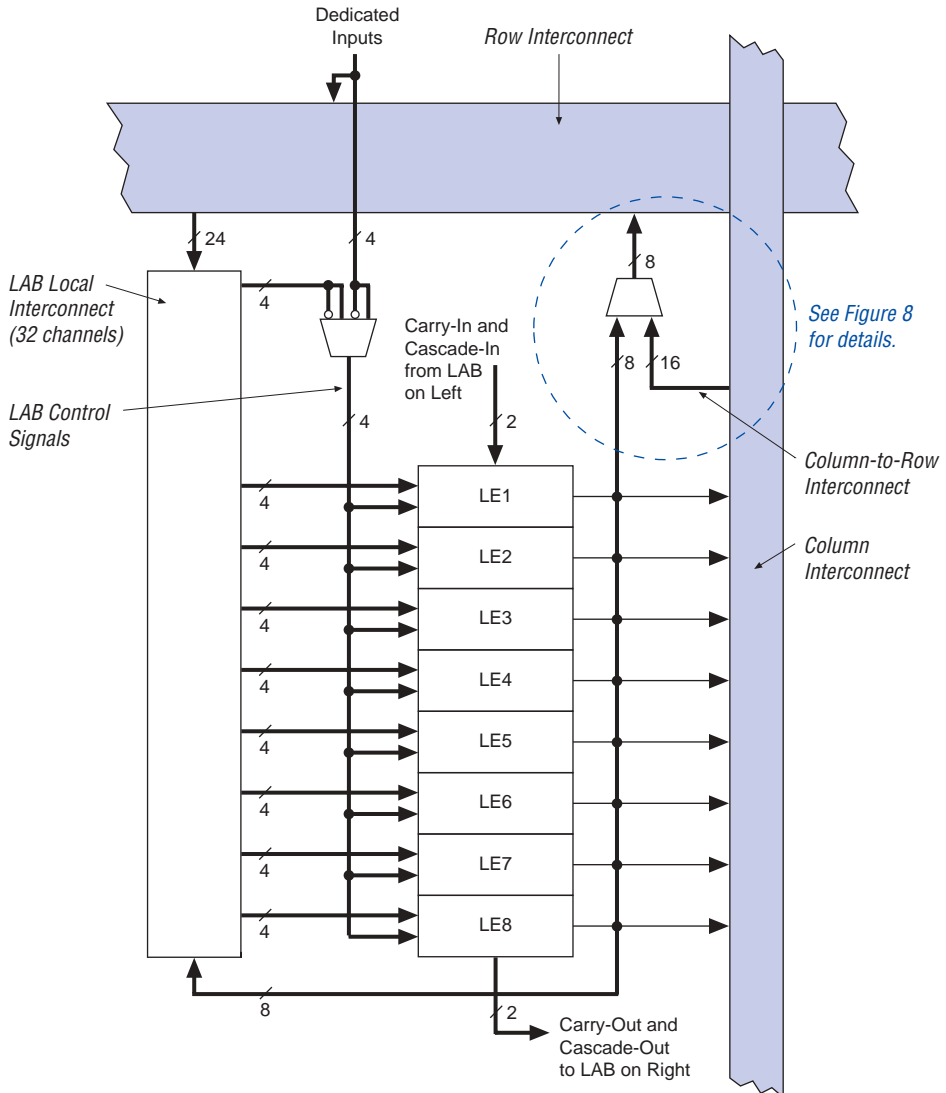 Dedicated
Inputs
Row Interconnect
24
4
LAB Local
Interconnect
(32 channels)
4
8
See Figure 8
for details.
Carry-In and
Cascade-In
from LAB
on Left
8
16
LAB Control
Signals
4
2
Column-to-Row
Interconnect
4
LE1
4
LE2
Column
Interconnect
4
LE3
4
LE4
4
LE5
4
LE6
4
LE7
4
LE8
8
2
Carry-Out and
Cascade-Out
to LAB on Right